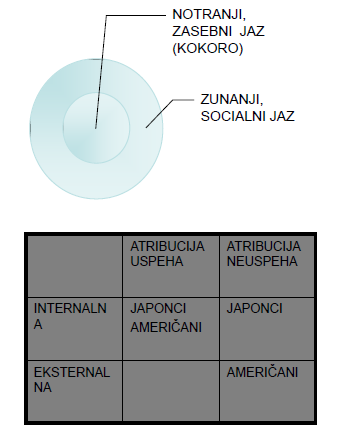 NOTRANJI,
ZASEBNI JAZ
(KOKORO)
ZUNANJI,
SOCIALNI JAZ
ATRIBUCIJA
USPEHA
ATRIBUCIJA
NEUSPEHA
INTERNALN
A
JAPONCI
AMERIČANI
JAPONCI
EKSTERNAL
NA
AMERIČANI